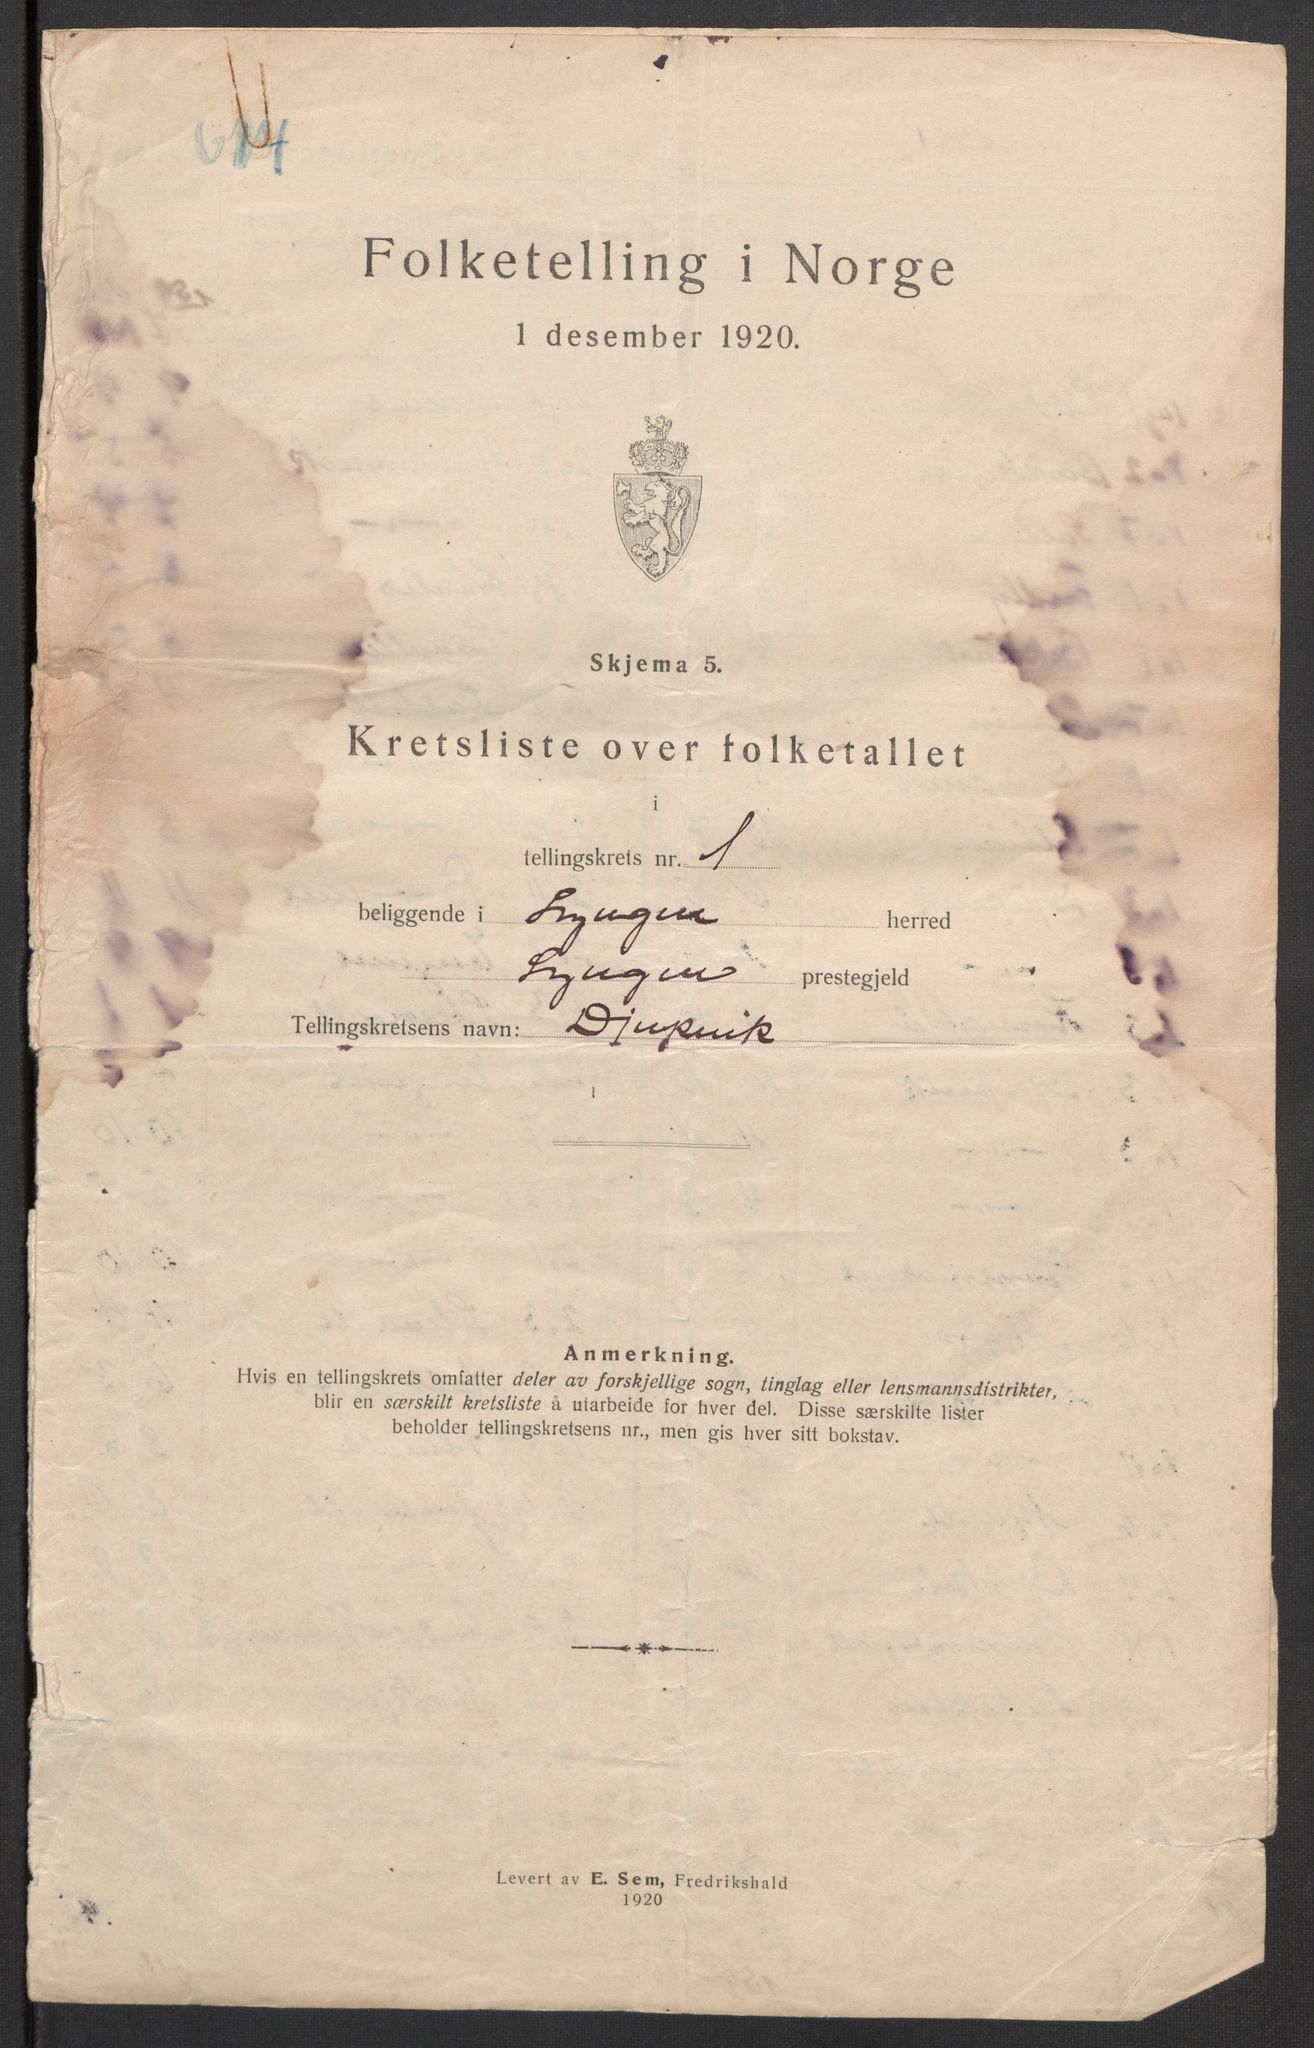 Folketelling i Norge
1 desember 1920.
Skjema 5.
Kretsliste over folketallet
i
tellingskrets nr. 1
beliggende i Lyngen herred
Lyngen prestegjeld
Tellingskretsens navn: Djupvik
Anmerkning.
Hvis en tellingskrets omfatter deler av forskjellige sogn, tinglag eller lensmannsdistrikter,
blir en særskilt kretsliste å utarbeide for hver del. Disse særskilte lister
beholder tellingskretsens nr., men gis hver sitt bokstav.
Levert av E. Sem, Fredrikshald
1920